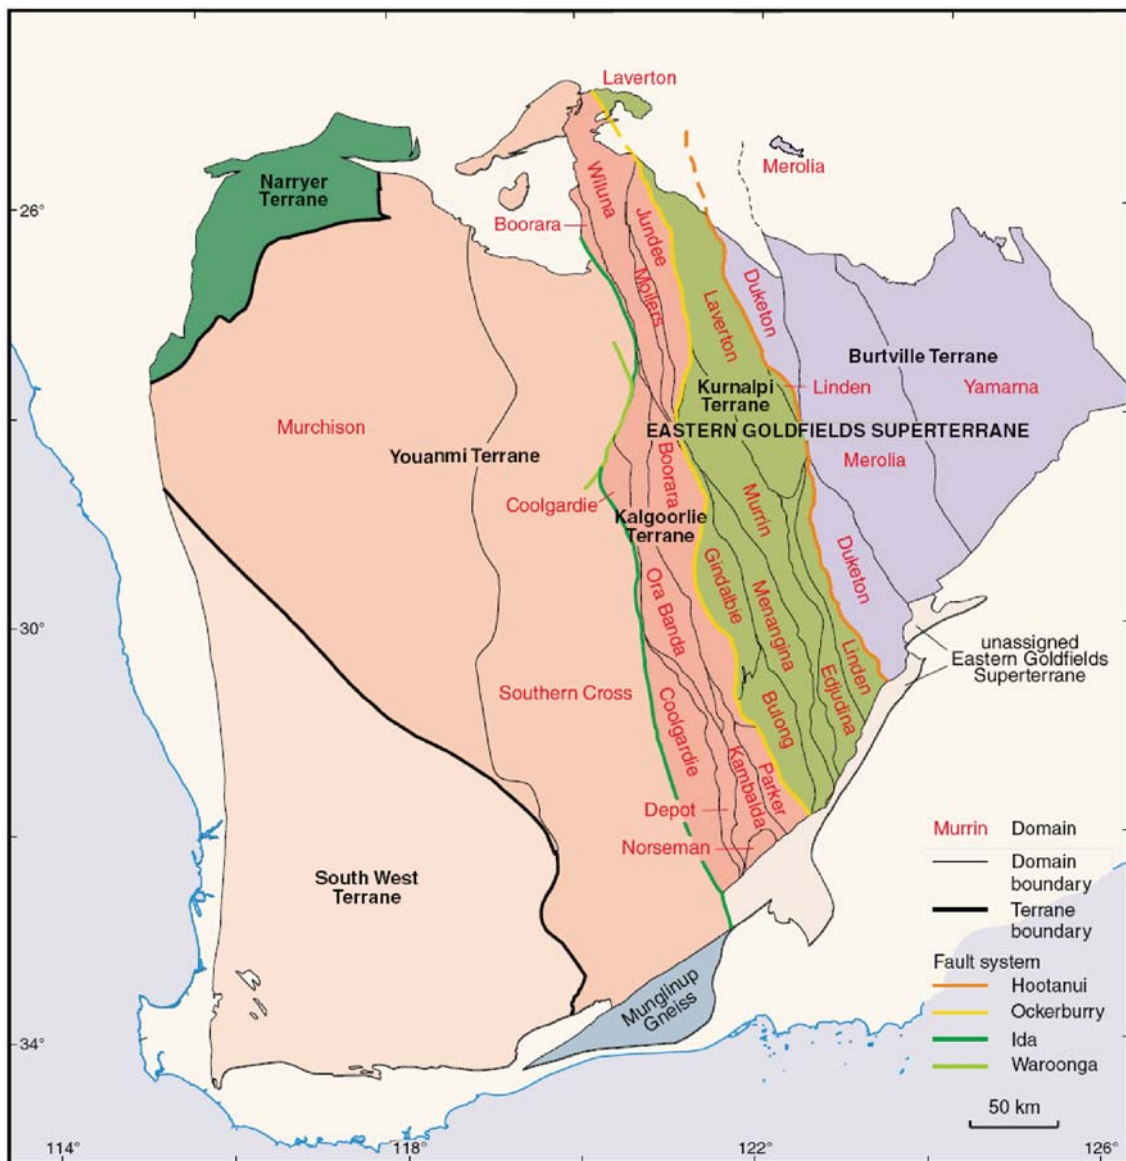 Laverton
Narryer
Terrane
Merolia
26°
Wiluna
Boorara
Jundee
Moilers
Duketon
Laverton
Burtville Terrane
Kurnalpi
Terrane
Linden
Yamarna
Murchison
EASTERN GOLDFIELDS SUPERTERRANE
Youanmi Terrane
Boorara
Merolia
Coolgardie
Murrin
Kalgoorlie
Terrane
Gindalbie
Duketon
Ora Banda
Menangina
30°
unassigned
Eastern Goldfields
Superterrane
Linden
Edjudina
Southern Cross
Coolgardie
Bulong
Parker
Kambalda
Depot
Norseman
South West
Terrane
Munglinup
Gneiss
Murrin Domain
Domain
boundary
Terrane
boundary
Fault system
Hootanui
Ockerburry
Ida
Waroonga
50 km
34°
114° 118° 122° 126°